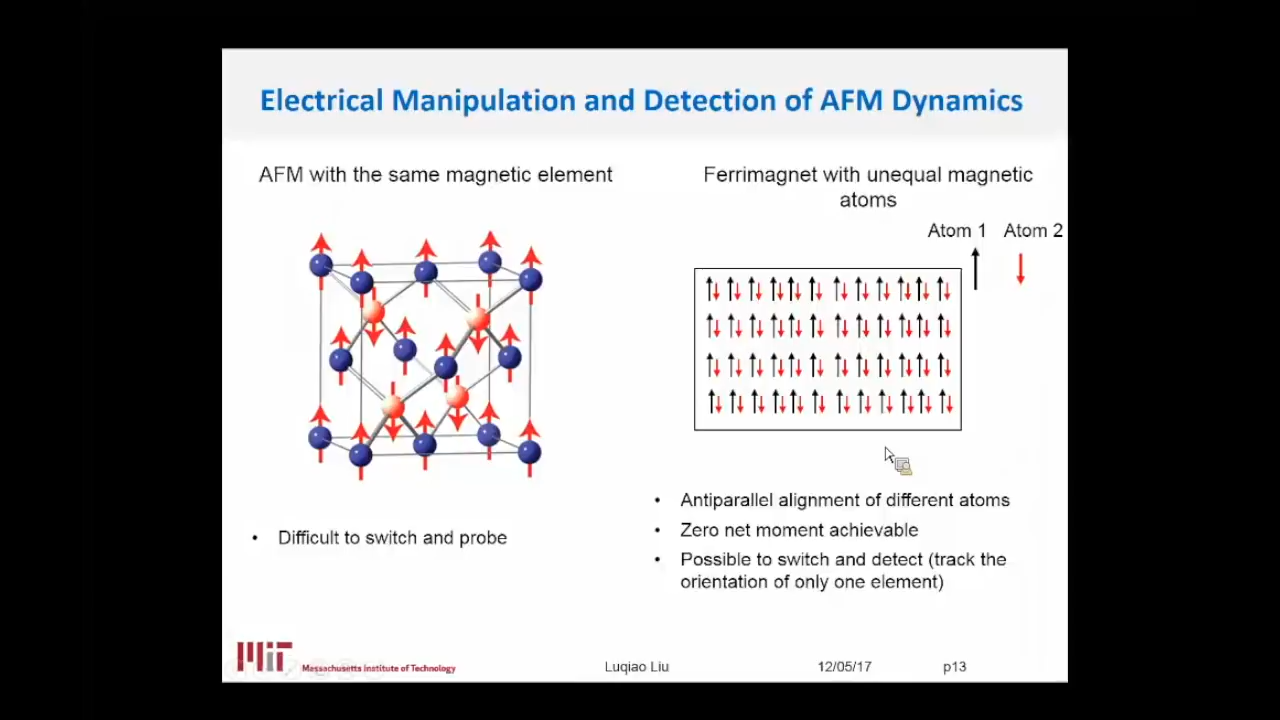 Electrical Manipulation and Detection of AFM Dynamics
AFM with the same magnetic element
Ferrimagnet with unequal magnetic
atoms
Atom 1 Atom 2
• Difficult to switch and probe
• Antiparallel alignment of different atoms
• Zero net moment achievable
• Possible to switch and detect (track the
orientation of only one element)
MIT Massachusetts Institute of Technology
Luqiao Liu
12/05/17
p13